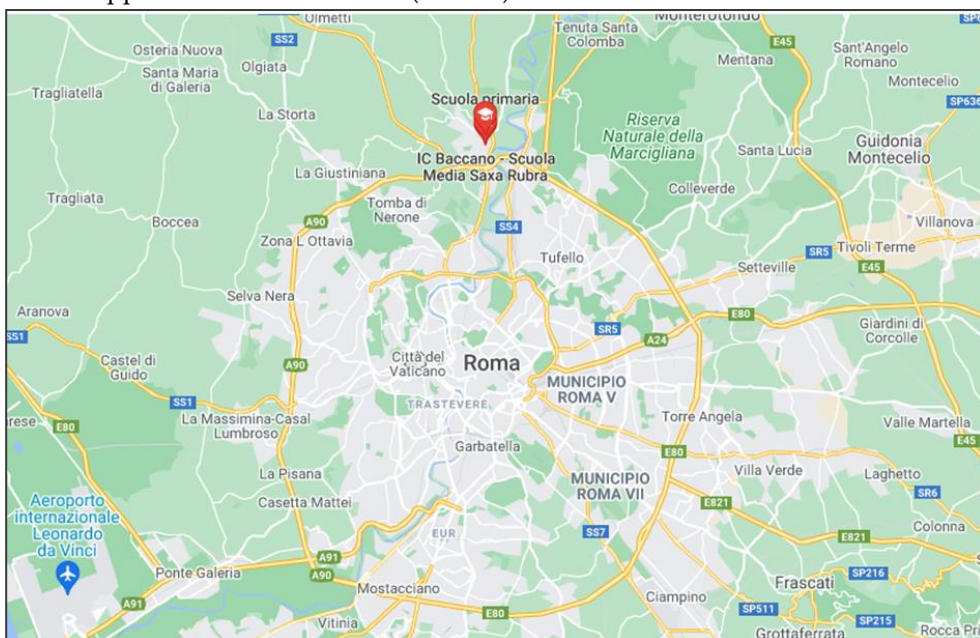 Olmetti
Monterotondo
SS2
Tenuta Santa
Colomba
E45
Osteria Nuova
Olgiata
Mentana
Sant'Angelo
Romano
Santa Maria
di Galeria
Tragliatella
Montecelio
Scuola primaria
SP636
La Storta
Riserva
Naturale della
Marcigliana
Guidonia
Montecelio
IC Baccano - Scuola
Media Saxa Rubra
Santa Lucia
La Giustiniana
Colleverde
Tragliata
Tomba di
Nerone
Boccea
A90
Villanova
SS4
Zona L Ottavia
Tivoli Terme
SR5
Tufello
Setteville
E45
Selva Nera
Aranova
E80
SS1
SR5
Giardini di
Corcolle
A24
Castel di
Guido
A90
Città del
Vaticano
Roma
MUNICIPIO
ROMA V
SS1
TRASTEVERE
La Massimina-Casal
Lumbroso
Torre Angela
Valle Martella
E80
Garbatella
E45
E80
La Pisana
Villa Verde
Laghetto
MUNICIPIO
ROMA VII
Aeroporto
internazionale
Leonardo
da Vinci
Casetta Mattei
SR6
E821
Colonna
EUR
SS7
E821
A91
Ponte Galeria
A90
Frascati
SP216
Mostacciano
A91
Ciampino
E80
SP511
SP215
Vitinia
Grottaferrata